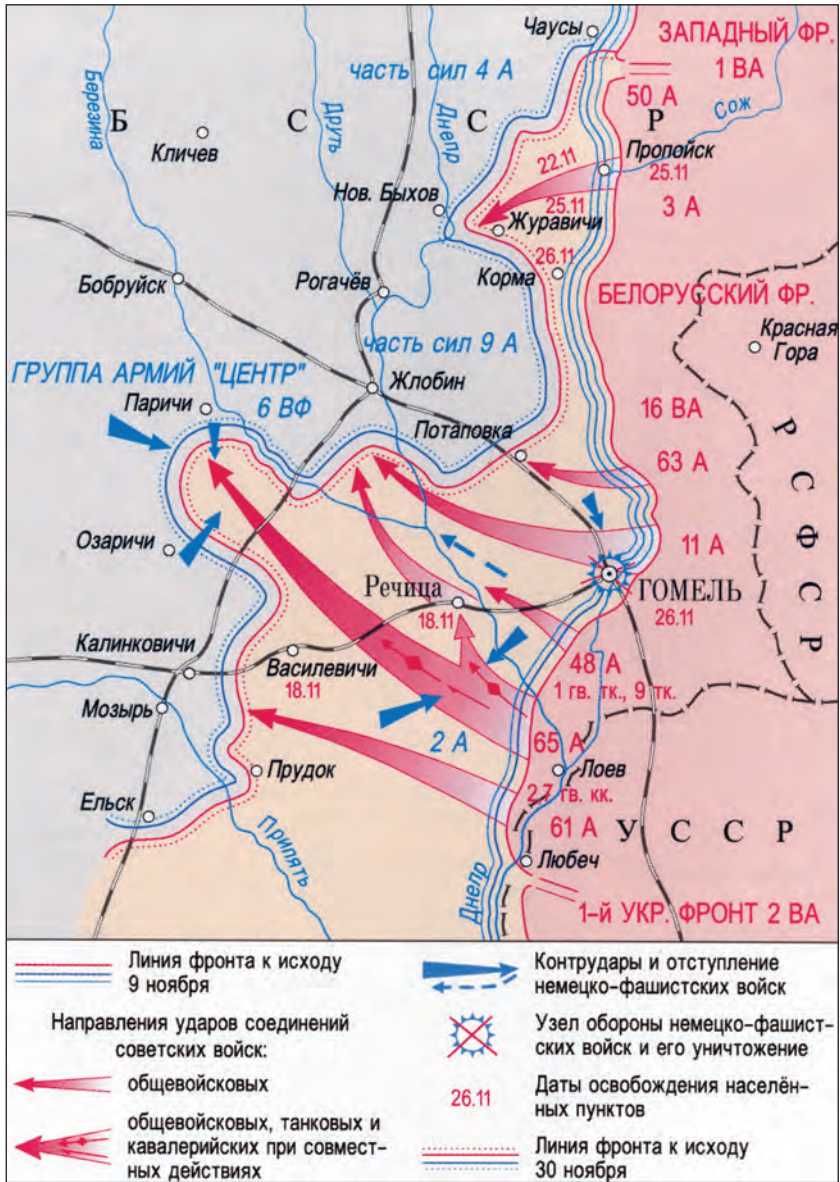 Чаусы
ЗАПАДНЫЙ ФР.
1 ВА
часть сил 4 А
50 А
Сож
Березина
Друть
Днепр
Б С С Р
Кличев
22.11
Пропойск
25.11
Нов. Быхов
25.11
3 А
Журавичи
26.11
Корма
Бобруйск
Рогачёв
БЕЛОРУССКИЙ ФР.
Красная
Гора
часть сил 9 А
ГРУППА АРМИЙ "ЦЕНТР"
Жлобин
Паричи
6 ВФ
16 ВА
Потаповка
63 А
РСФСР
Озаричи
11 А
Речица
18.11
ГОМЕЛЬ
26.11
Калинковичи
Василевичи
18.11
48 А
1 гв. тк., 9 тк.
Мозырь
2 А
65 А
Лоев
Прудок
2,7 гв. кк.
Ельск
61 А
У С С Р
Припять
Любеч
Днепр
1-й УКР. ФРОНТ 2 ВА
Линия фронта к исходу
9 ноября
Направления ударов соединений
советских войск:
общевойсковых
общевойсковых, танковых и
кавалерийских при совмест-
ных действиях
Контрудары и отступление
немецко-фашистских войск
Узел обороны немецко-фашист-
ских войск и его уничтожение
26.11
Даты освобождения населён-
ных пунктов
Линия фронта к исходу
30 ноября